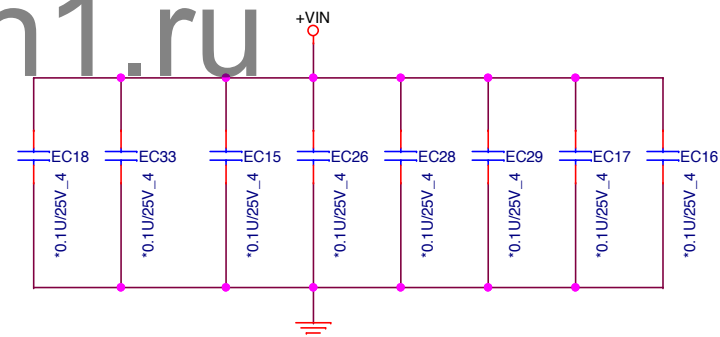 n1.ru
+VIN
EC18
EC33
EC15
EC26
EC28
EC29
EC17
EC16
*0.1U/25V_4
*0.1U/25V_4
*0.1U/25V_4
*0.1U/25V_4
*0.1U/25V_4
*0.1U/25V_4
*0.1U/25V_4
*0.1U/25V_4